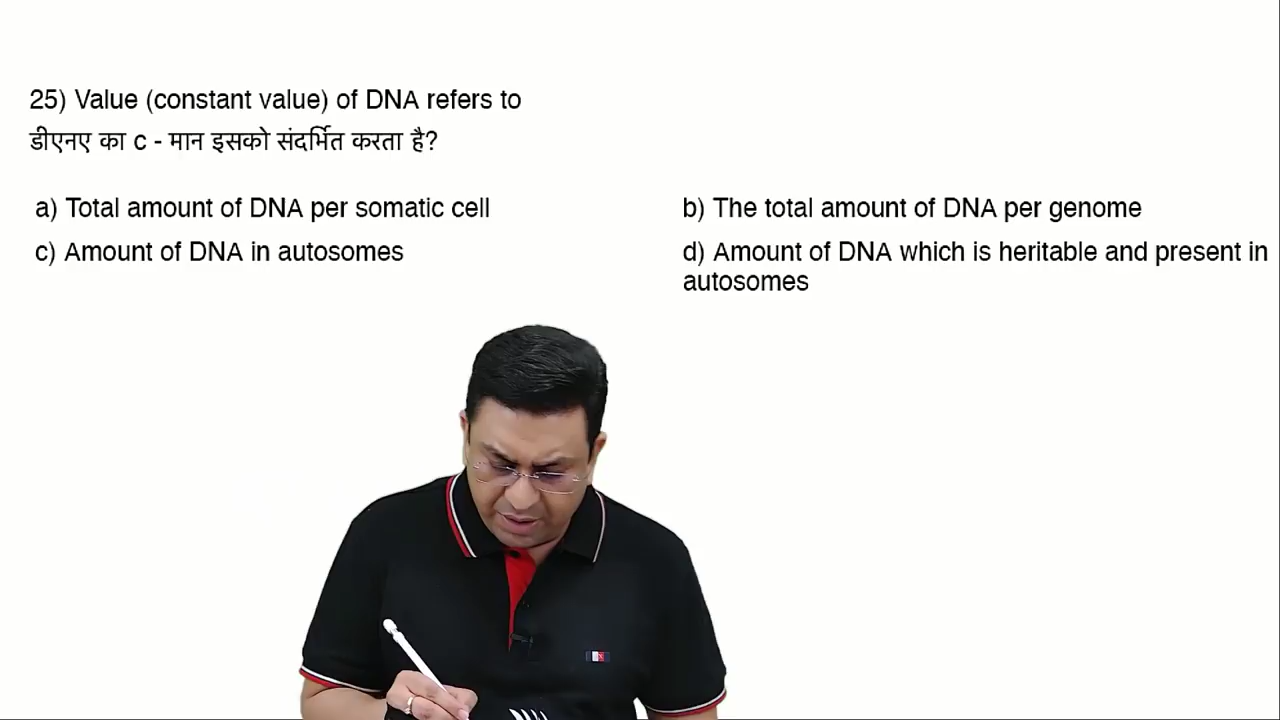 25) Value (constant value) of DNA refers to
डीएनए का c - मान इसको संदर्भित करता है?
a) Total amount of DNA per somatic cell
b) The total amount of DNA per genome
c) Amount of DNA in autosomes
d) Amount of DNA which is heritable and present in
autosomes